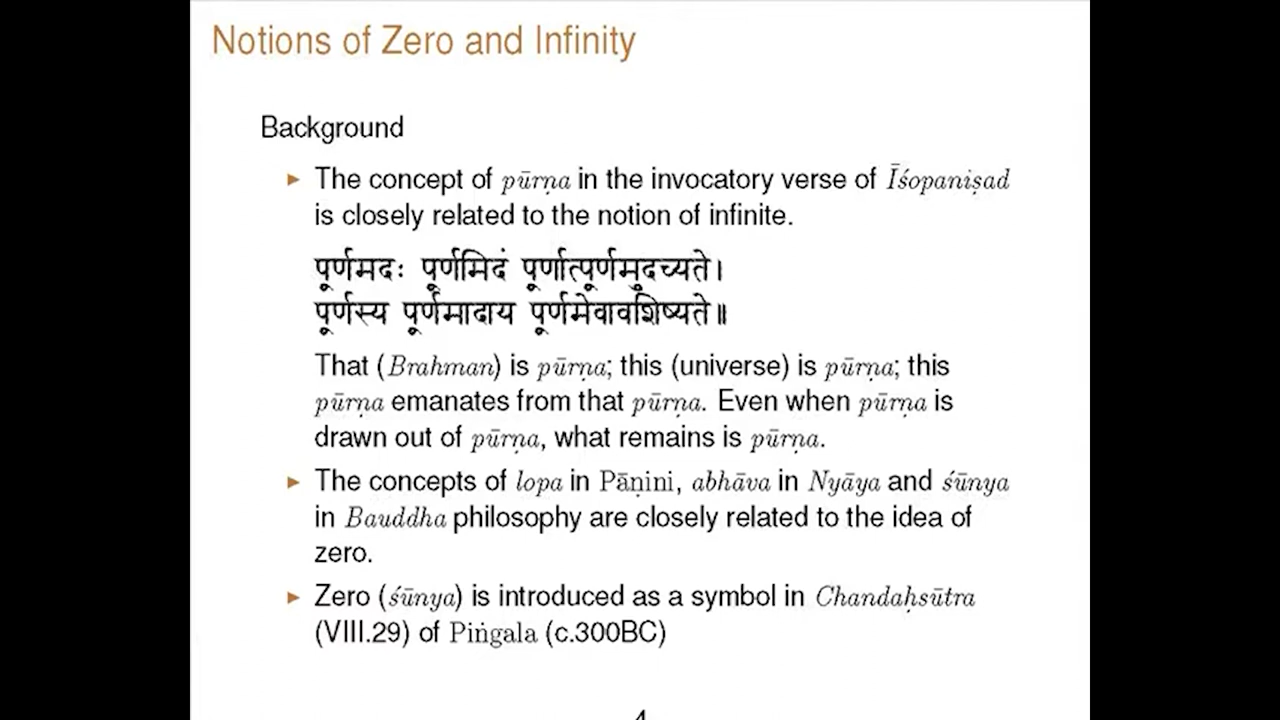 Notions of Zero and Infinity
Background
▶ The concept of pūrṇa in the invocatory verse of Īśopaniṣad
is closely related to the notion of infinite.
पूर्णमदः पूर्णमिदं पूर्णात्पूर्णमुदच्यते।
पूर्णस्य पूर्णमादाय पूर्णमेवावशिष्यते॥
That (Brahman) is pūrṇa; this (universe) is pūrṇa; this
pūrṇa emanates from that pūrṇa. Even when pūrṇa is
drawn out of pūrṇa, what remains is pūrṇa.
▶ The concepts of lopa in Pāṇini, abhāva in Nyāya and śūnya
in Bauddha philosophy are closely related to the idea of
zero.
▶ Zero (śūnya) is introduced as a symbol in Chandaḥsūtra
(VIII.29) of Piṅgala (c.300BC)
4